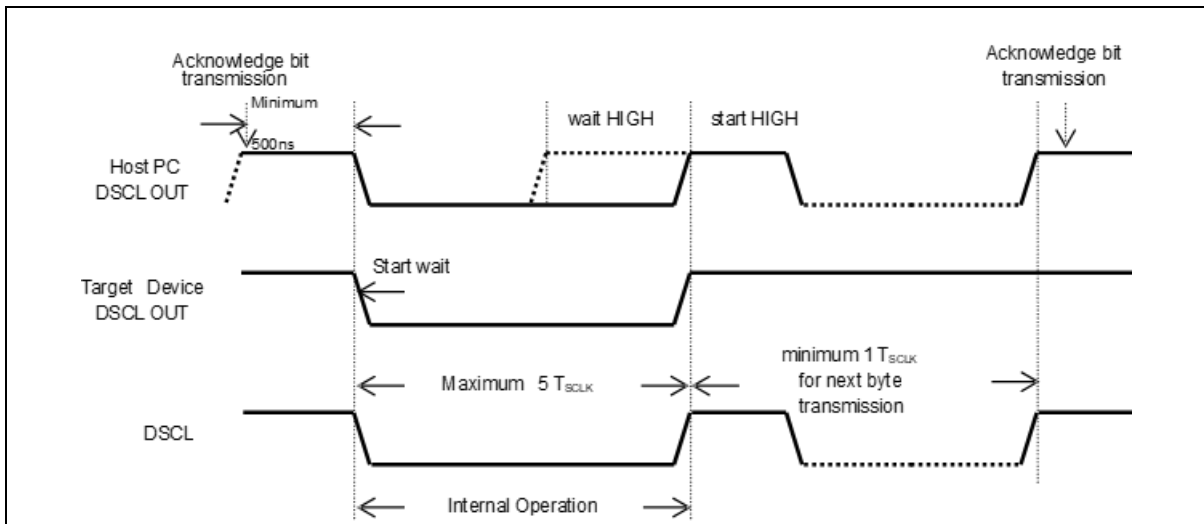 Acknowledge bit
transmission
Minimum
500ns
Acknowledge bit
transmission
wait HIGH
start HIGH
Host PC
DSCL OUT
Start wait
Target Device
DSCL OUT
Maximum 5 TSCLK
minimum 1 TSCLK
for next byte
transmission
DSCL
Internal Operation